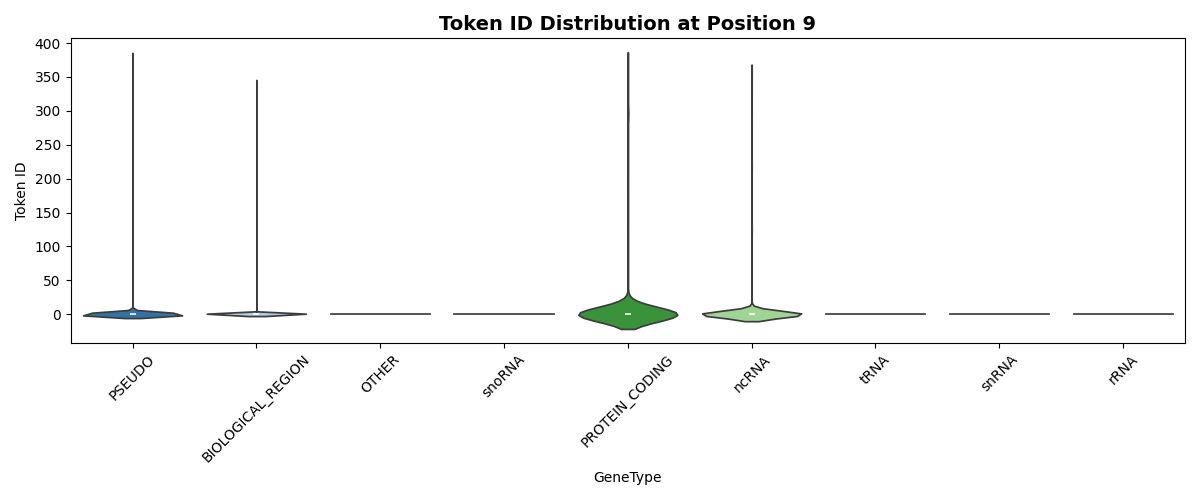 Token ID Distribution at Position 9
400
350
300
250
200
150
100
50
0
Token ID
PSEUDO
BIOLOGICAL_REGION
OTHER
snoRNA
PROTEIN_CODING
ncRNA
tRNA
snRNA
rRNA
GeneType